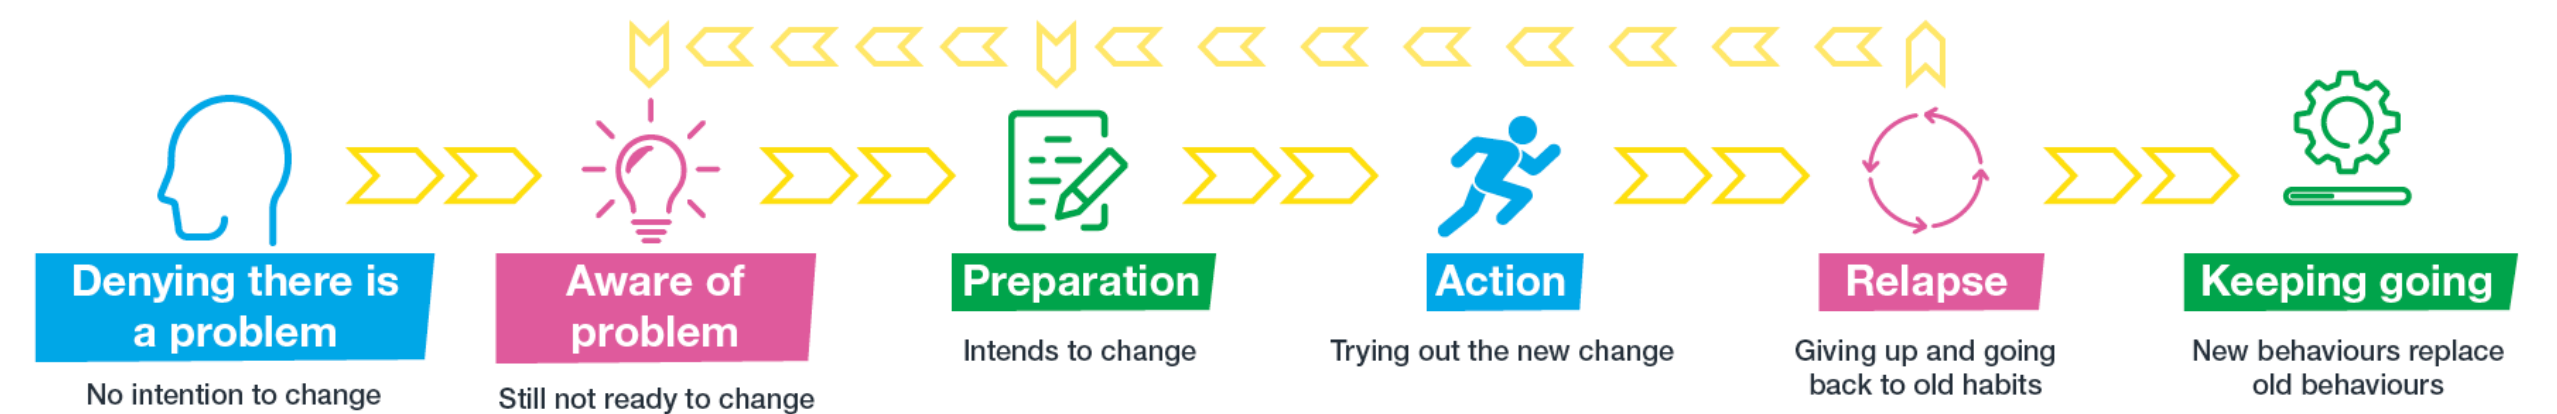 Denying there is
a problem
No intention to change
Aware of
problem
Still not ready to change
Preparation
Intends to change
Action
Trying out the new change
Relapse
Giving up and going
back to old habits
Keeping going
New behaviours replace
old behaviours